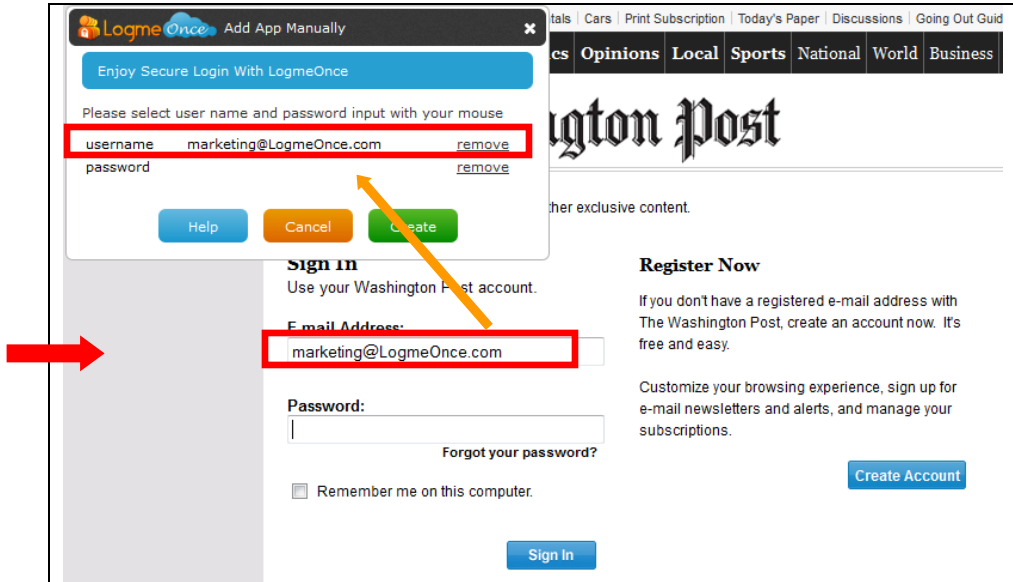 Logme Once Add App Manually
Enjoy Secure Login With LogmeOnce
Please select user name and password input with your mouse
username marketing@LogmeOnce.com remove
password remove
Help Cancel Create
Cars | Print Subscription | Today's Paper | Discussions | Going Out Guid
Opinions Local Sports National World Business
Post
exclusive content.
Sign In
Use your Washington Post account.
E-mail Address:
marketing@LogmeOnce.com
Password:
Forgot your password?
Remember me on this computer.
Sign In
Register Now
If you don't have a registered e-mail address with
The Washington Post, create an account now. It's
free and easy.
Customize your browsing experience, sign up for
e-mail newsletters and alerts, and manage your
subscriptions.
Create Account